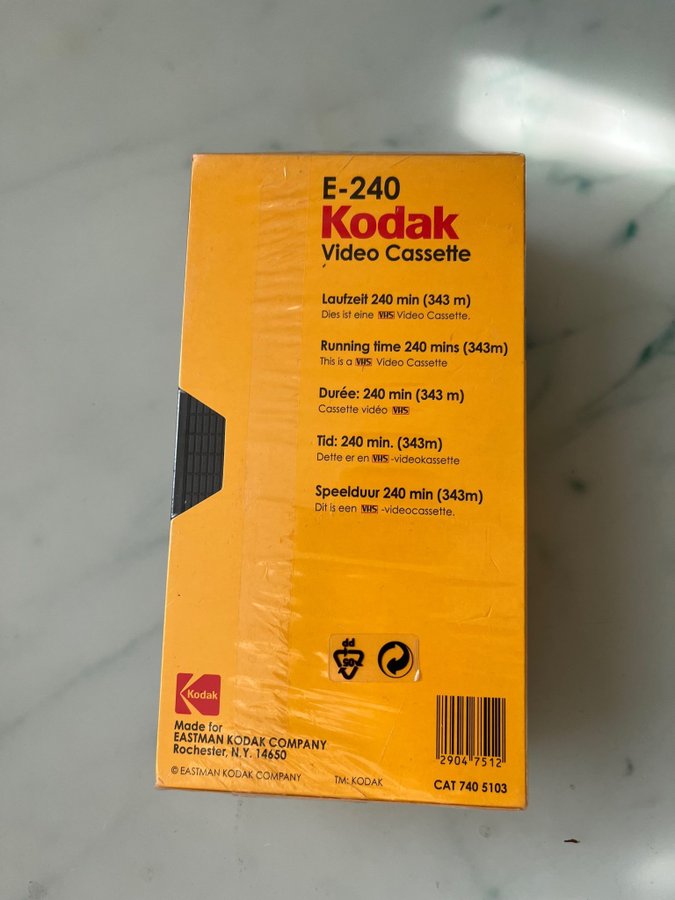 E-240
Kodak
Video Cassette
Laufzeit 240 min (343 m)
Dies ist eine VHS Video Cassette.
Running time 240 mins (343m)
This is a VHS Video Cassette
Durée: 240 min (343 m)
Cassette vidéo VHS
Tid: 240 min. (343m)
Dette er en VHS -videokassette
Speelduur 240 min (343m)
Dit is een VHS -videocassette.
05
PP
Kodak
Made for
EASTMAN KODAK COMPANY
Rochester, N.Y. 14650
© EASTMAN KODAK COMPANY TM: KODAK
2904 7512
CAT 740 5103